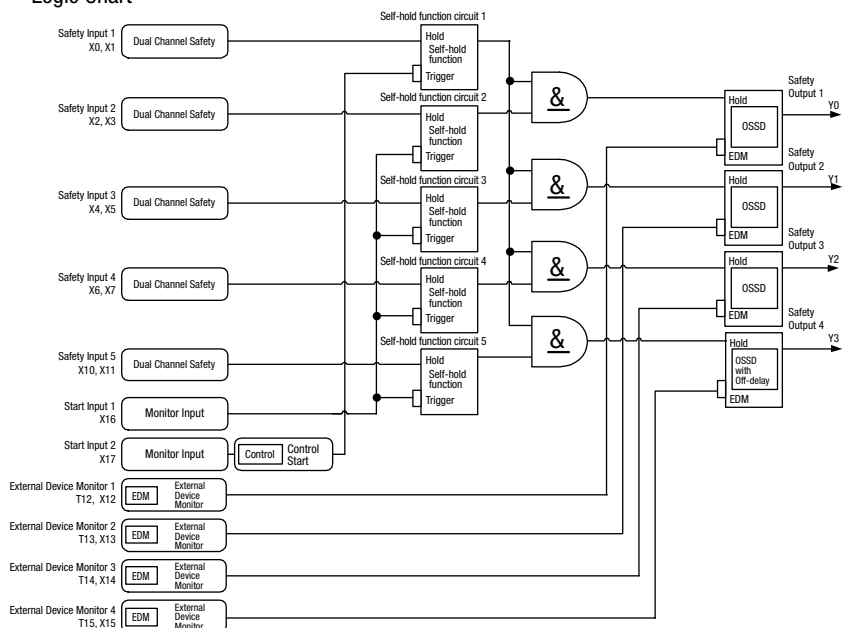 Logic Chart
Self-hold function circuit 1
Safety Input 1
X0, X1
Dual Channel Safety
Hold
Self-hold
function
Trigger
Self-hold function circuit 2
Safety Input 2
X2, X3
Dual Channel Safety
Hold
Self-hold
function
Trigger
Self-hold function circuit 3
Safety Input 3
X4, X5
Dual Channel Safety
Hold
Self-hold
function
Trigger
Self-hold function circuit 4
Safety Input 4
X6, X7
Dual Channel Safety
Hold
Self-hold
function
Trigger
Self-hold function circuit 5
Safety Input 5
X10, X11
Dual Channel Safety
Hold
Self-hold
function
Trigger
&
&
&
&
Safety
Output 1
Y0
Hold
OSSD
EDM
Safety
Output 2
Y1
Hold
OSSD
EDM
Safety
Output 3
Y2
Hold
OSSD
EDM
Safety
Output 4
Y3
Hold
OSSD
with
Off-delay
EDM
Start Input 1
X16
Monitor Input
Start Input 2
X17
Monitor Input
Control
Control
Start
External Device Monitor 1
T12, X12
EDM
External
Device
Monitor
External Device Monitor 2
T13, X13
EDM
External
Device
Monitor
External Device Monitor 3
T14, X14
EDM
External
Device
Monitor
External Device Monitor 4
T15, X15
EDM
External
Device
Monitor